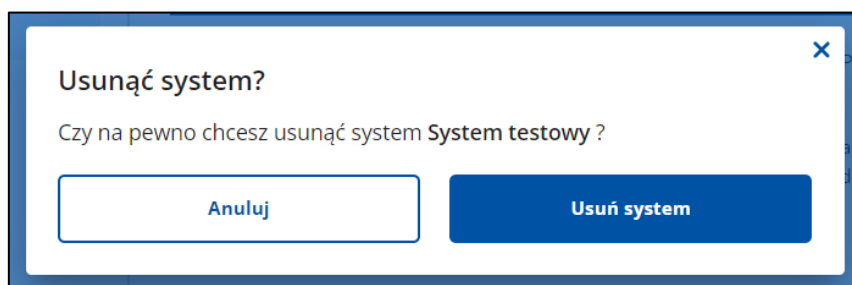 Usunąć system?
Czy na pewno chcesz usunąć system System testowy ?
Anuluj
Usuń system